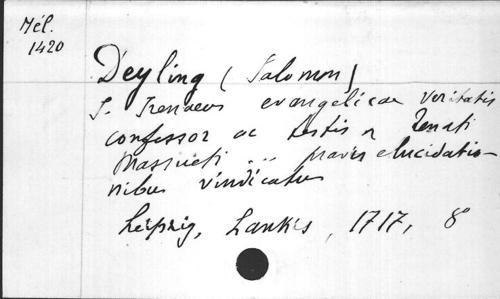 Mél.
1420
Deyling (Salomon)
S. Irenaeus evangelicae veritatis
confessor ac testis a Renati
Massueti ... pravis elucidatio-
nibus vindicatus
Leipzig, Lankis, 1717, 8°